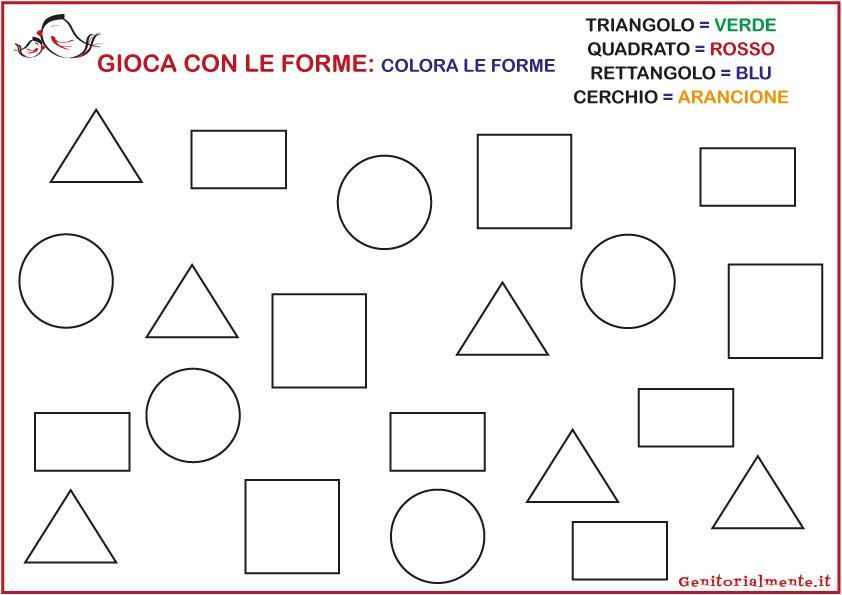 GIOCA CON LE FORME: COLORA LE FORME
TRIANGOLO = VERDE
QUADRATO = ROSSO
RETTANGOLO = BLU
CERCHIO = ARANCIONE
Genitorialmente.it